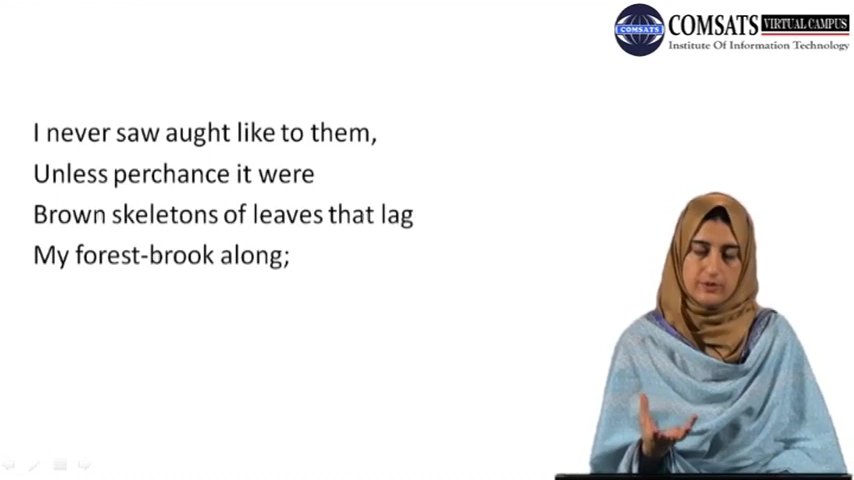 COMSATS
COMSATS VIRTUAL CAMPUS
Institute Of Information Technology
I never saw aught like to them,
Unless perchance it were
Brown skeletons of leaves that lag
My forest-brook along;